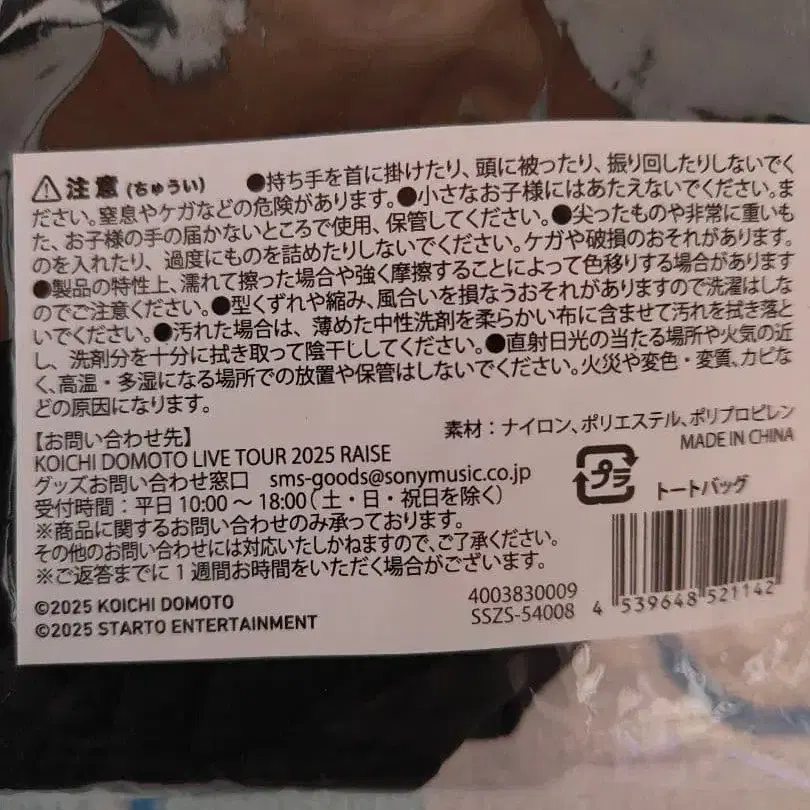 ⚠注意(ちゅうい) ●持ち手を首に掛けたり、頭に被ったり、振り回したりしないでく
ださい。窒息やケガなどの危険があります。●小さなお子様にはあたえないでください。ま
た、お子様の手の届かないところで使用、保管してください。●尖ったものや非常に重いも
のを入れたり、過度にものを詰めたりしないでください。ケガや破損のおそれがあります。
●製品の特性上、濡れて擦った場合や強く摩擦することによって色移りする場合があります
のでご注意ください。●型くずれや縮み、風合いを損なうおそれがありますので洗濯はしな
いでください。●汚れた場合は、薄めた中性洗剤を柔らかい布に含ませて汚れを拭き落と
し、洗剤分を十分に拭き取って陰干ししてください。●直射日光の当たる場所や火気の近
く、高温・多湿になる場所での放置や保管はしないでください。火災や変色・変質、カビな
どの原因になります。
【お問い合わせ先】
KOICHI DOMOTO LIVE TOUR 2025 RAISE
グッズお問い合わせ窓口 sms-goods@sonymusic.co.jp
受付時間：平日 10:00 〜 18:00(土・日・祝日を除く)
※商品に関するお問い合わせのみ承っております。
その他のお問い合わせには対応いたしかねますので、ご了承ください。
※ご返答までに1週間お時間をいただく場合がございます。
©2025 KOICHI DOMOTO
©2025 STARTO ENTERTAINMENT
素材：ナイロン、ポリエステル、ポリプロピレン
MADE IN CHINA
プラ
トートバッグ
4003830009
SSZS-54008
4 539648 521142